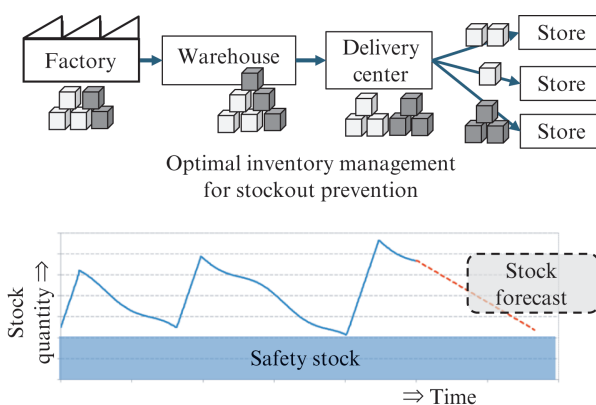 Factory
Warehouse
Delivery
center
Store
Store
Store
Optimal inventory management
for stockout prevention
Stock
quantity ⇒
Stock
forecast
Safety stock
⇒ Time